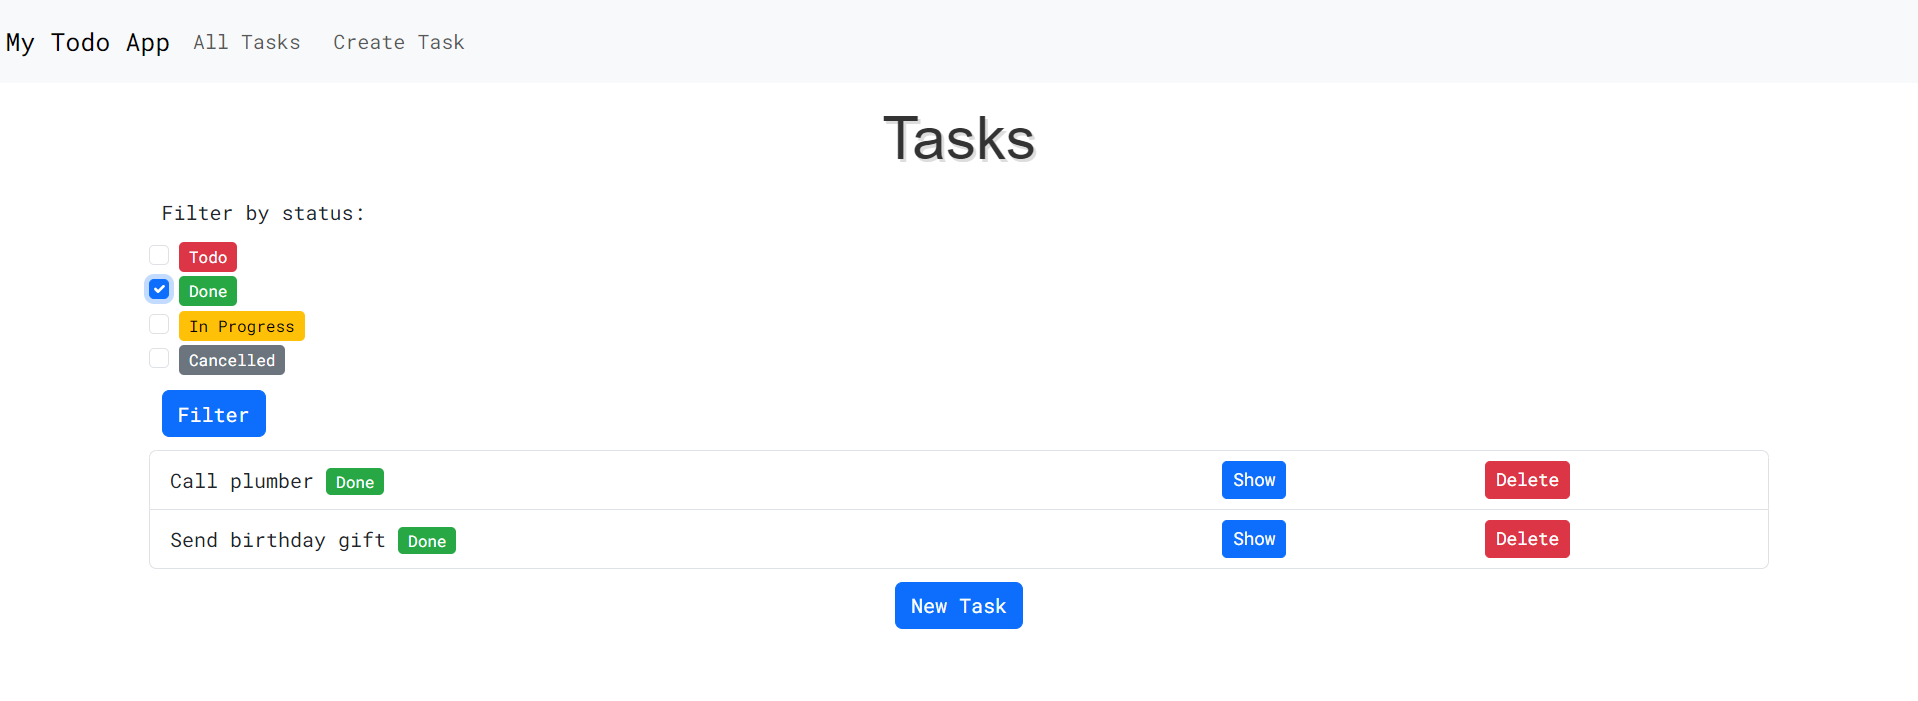 My Todo App All Tasks Create Task
Tasks
Filter by status:
Todo
Done
In Progress
Cancelled
Filter
Call plumber Done Show Delete
Send birthday gift Done Show Delete
New Task